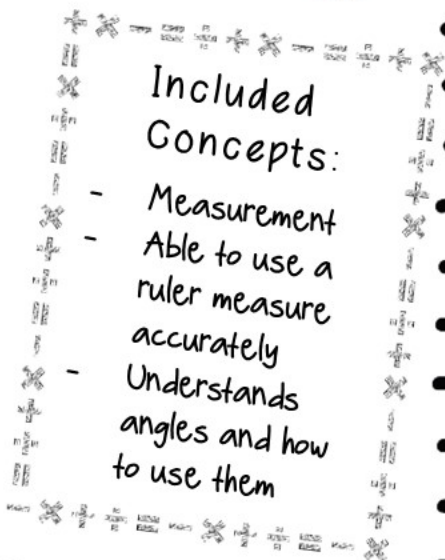 Included
Concepts:
- Measurement
- Able to use a
ruler measure
accurately
- Understands
angles and how
to use them